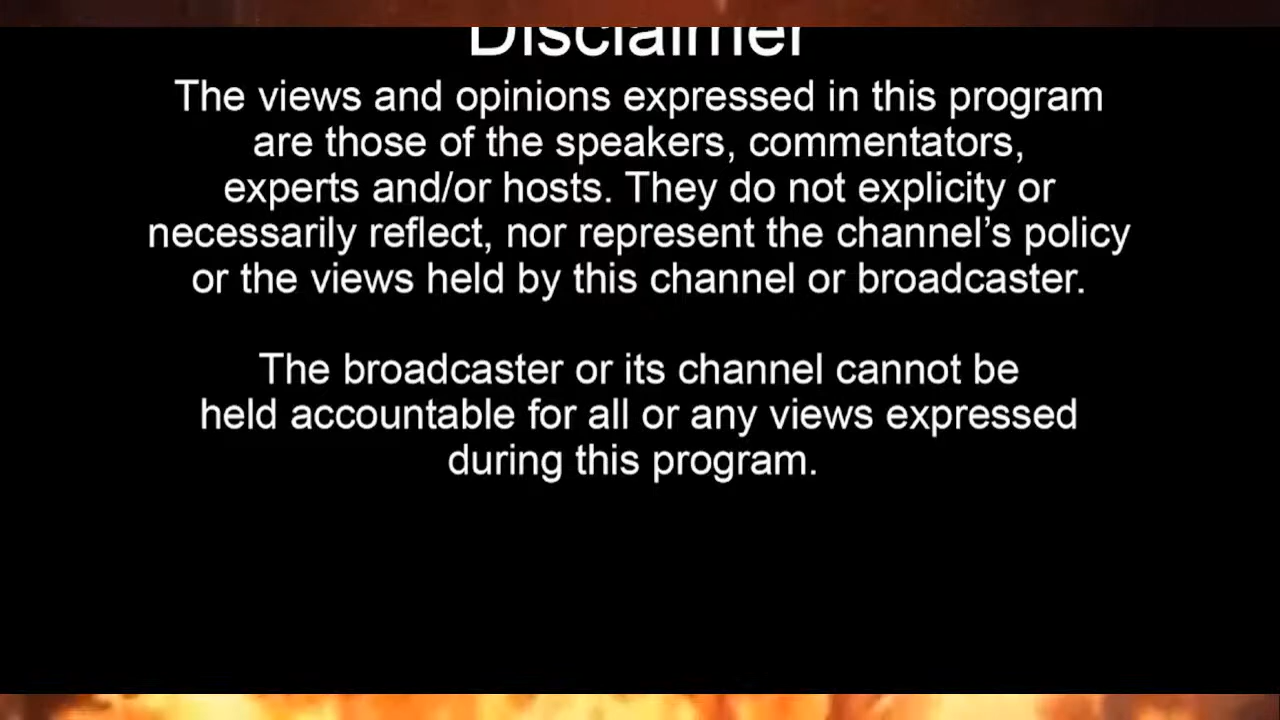 Disclaimer
The views and opinions expressed in this program
are those of the speakers, commentators,
experts and/or hosts. They do not explicity or
necessarily reflect, nor represent the channel’s policy
or the views held by this channel or broadcaster.
The broadcaster or its channel cannot be
held accountable for all or any views expressed
during this program.